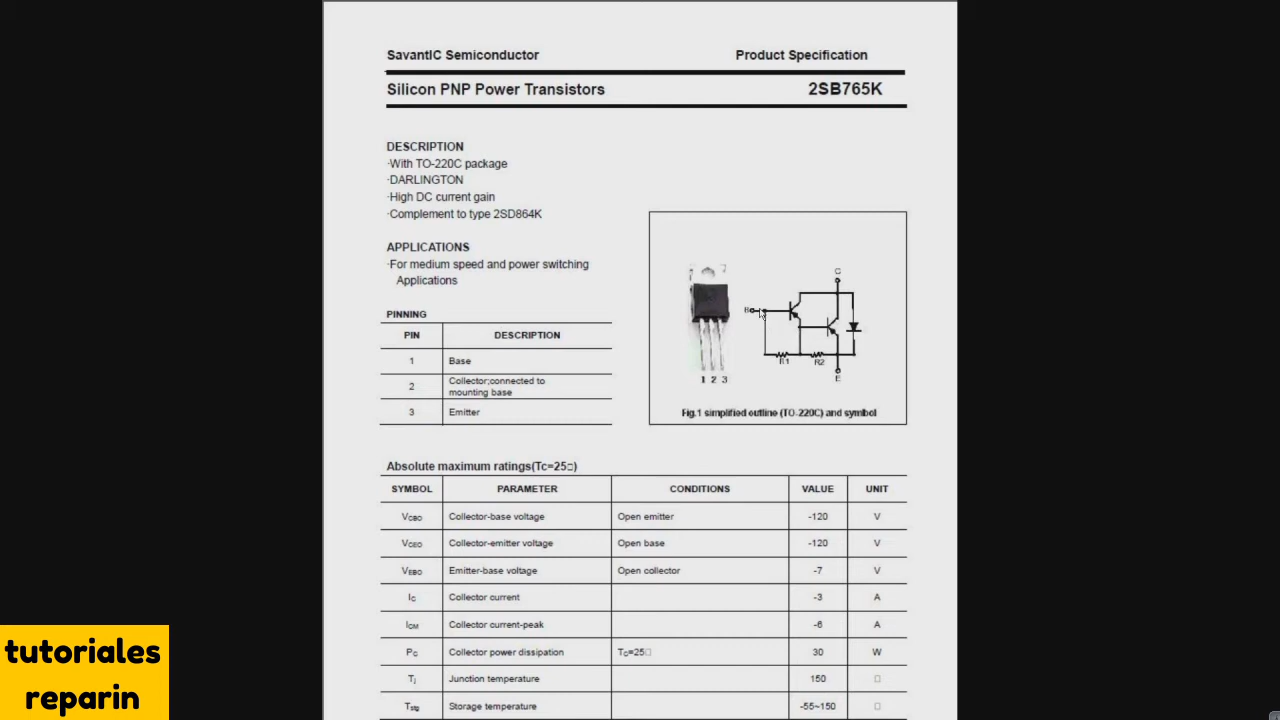 SavantIC Semiconductor Product Specification
Silicon PNP Power Transistors 2SB765K
DESCRIPTION
·With TO-220C package
·DARLINGTON
·High DC current gain
·Complement to type 2SD864K
APPLICATIONS
·For medium speed and power switching
Applications
PINNING
PIN DESCRIPTION
1 Base
2 Collector;connected to
mounting base
3 Emitter
C
B
R1 R2
E
1 2 3
Fig.1 simplified outline (TO-220C) and symbol
Absolute maximum ratings(Tc=25□)
SYMBOL PARAMETER CONDITIONS VALUE UNIT
VCBO Collector-base voltage Open emitter -120 V
VCEO Collector-emitter voltage Open base -120 V
VEBO Emitter-base voltage Open collector -7 V
IC Collector current -3 A
ICM Collector current-peak -6 A
PC Collector power dissipation TC=25□ 30 W
Tj Junction temperature 150 □
Tstg Storage temperature -55~150 □
tutoriales
reparin